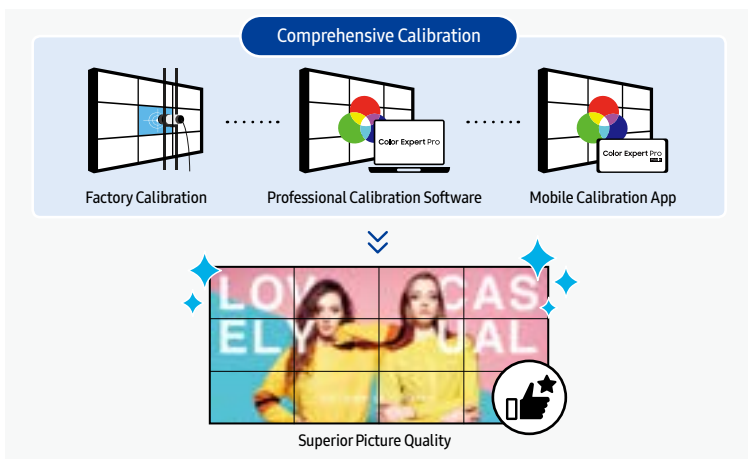 Comprehensive Calibration
Color Expert Pro
Color Expert Pro
Factory Calibration
Professional Calibration Software
Mobile Calibration App
LOV
CAS
ELY
UAL
Superior Picture Quality